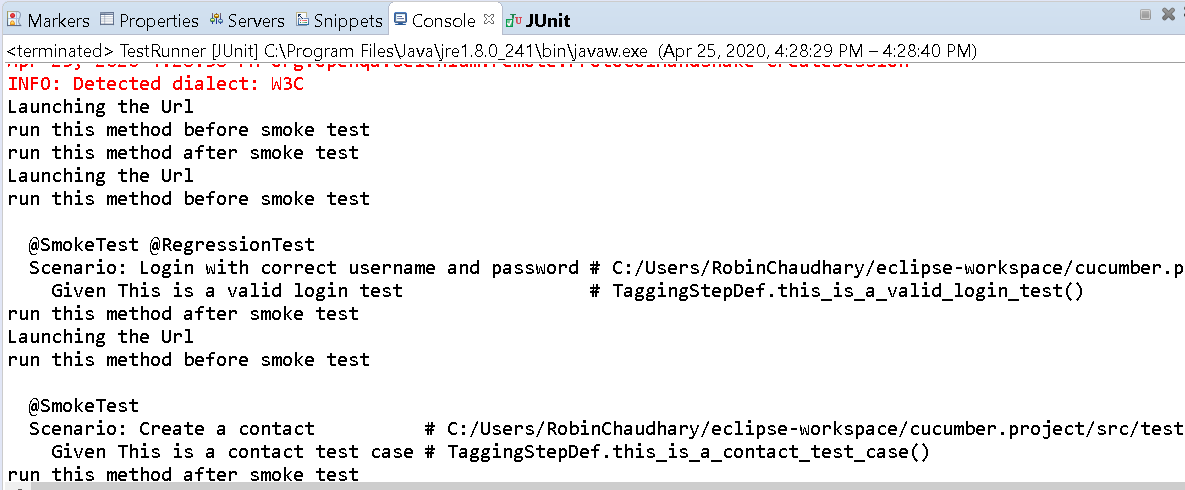 Markers Properties Servers Snippets Console JUnit
<terminated> TestRunner [JUnit] C:\Program Files\Java\jre1.8.0_241\bin\javaw.exe (Apr 25, 2020, 4:28:29 PM – 4:28:40 PM)
INFO: Detected dialect: W3C
Launching the Url
run this method before smoke test
run this method after smoke test
Launching the Url
run this method before smoke test
@SmokeTest @RegressionTest
Scenario: Login with correct username and password # C:/Users/RobinChaudhary/eclipse-workspace/cucumber.p
Given This is a valid login test # TaggingStepDef.this_is_a_valid_login_test()
run this method after smoke test
Launching the Url
run this method before smoke test
@SmokeTest
Scenario: Create a contact # C:/Users/RobinChaudhary/eclipse-workspace/cucumber.project/src/test
Given This is a contact test case # TaggingStepDef.this_is_a_contact_test_case()
run this method after smoke test